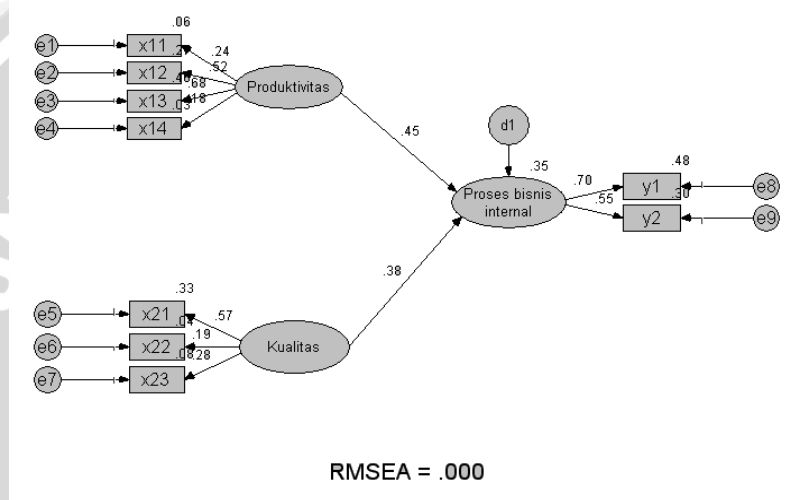 .06
e1 x11 .24
.27
e2 x12 .52
.46
e3 x13 .68
.03
e4 x14 .18
Produktivitas
.45
d1
.35
Proses bisnis
internal
.70
.55
.48
y1 e8
.30
y2 e9
.38
.33
e5 x21 .57
.04
e6 x22 .19
.08
e7 x23 .28
Kualitas
RMSEA = .000